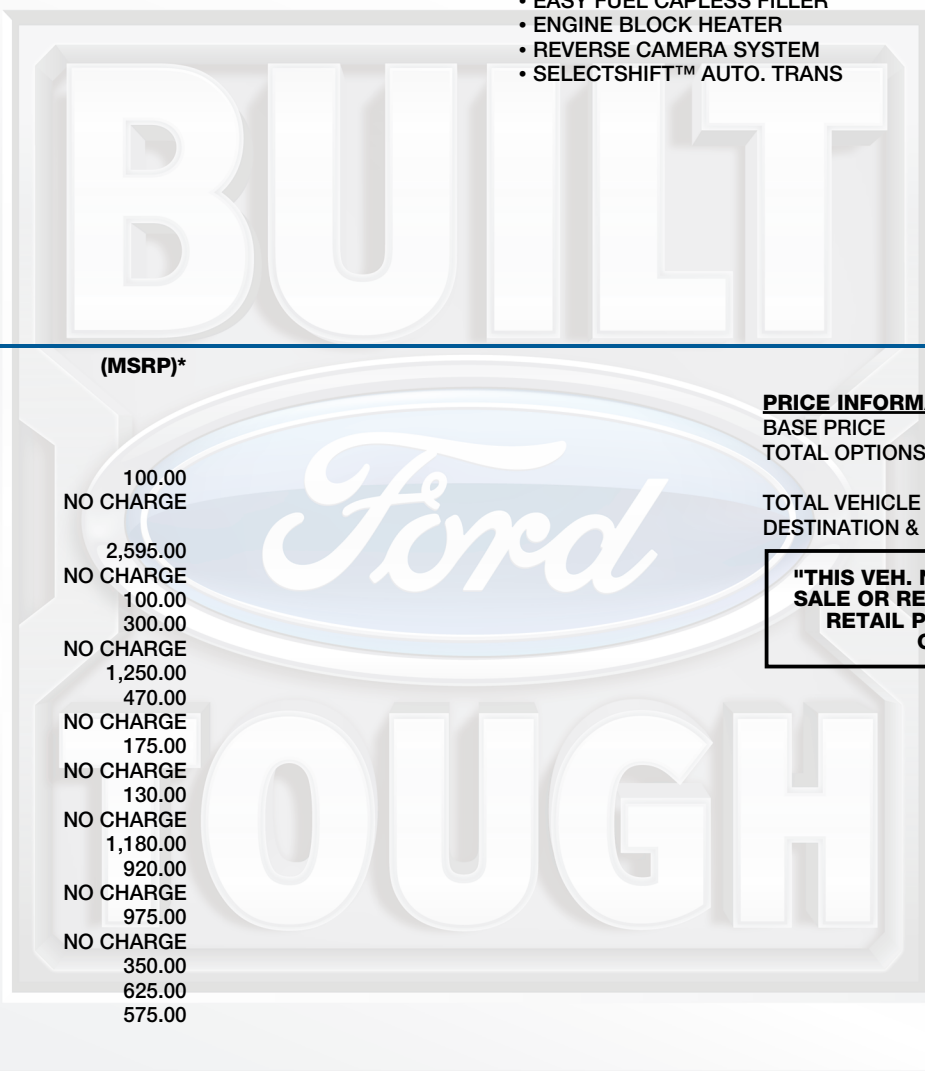 • EASY FUEL CAPLESS FILLER
• ENGINE BLOCK HEATER
• REVERSE CAMERA SYSTEM
• SELECTSHIFT™ AUTO. TRANS
BUILT
(MSRP)*
100.00
NO CHARGE
2,595.00
NO CHARGE
100.00
300.00
NO CHARGE
1,250.00
470.00
NO CHARGE
175.00
NO CHARGE
130.00
NO CHARGE
1,180.00
920.00
NO CHARGE
975.00
NO CHARGE
350.00
625.00
575.00
Ford
TOUGH
PRICE
BASE PRICE
TOTAL OPTIONS
TOTAL VEHICLE
DESTINATION &
"THIS VEH.
SALE OR
RETAIL